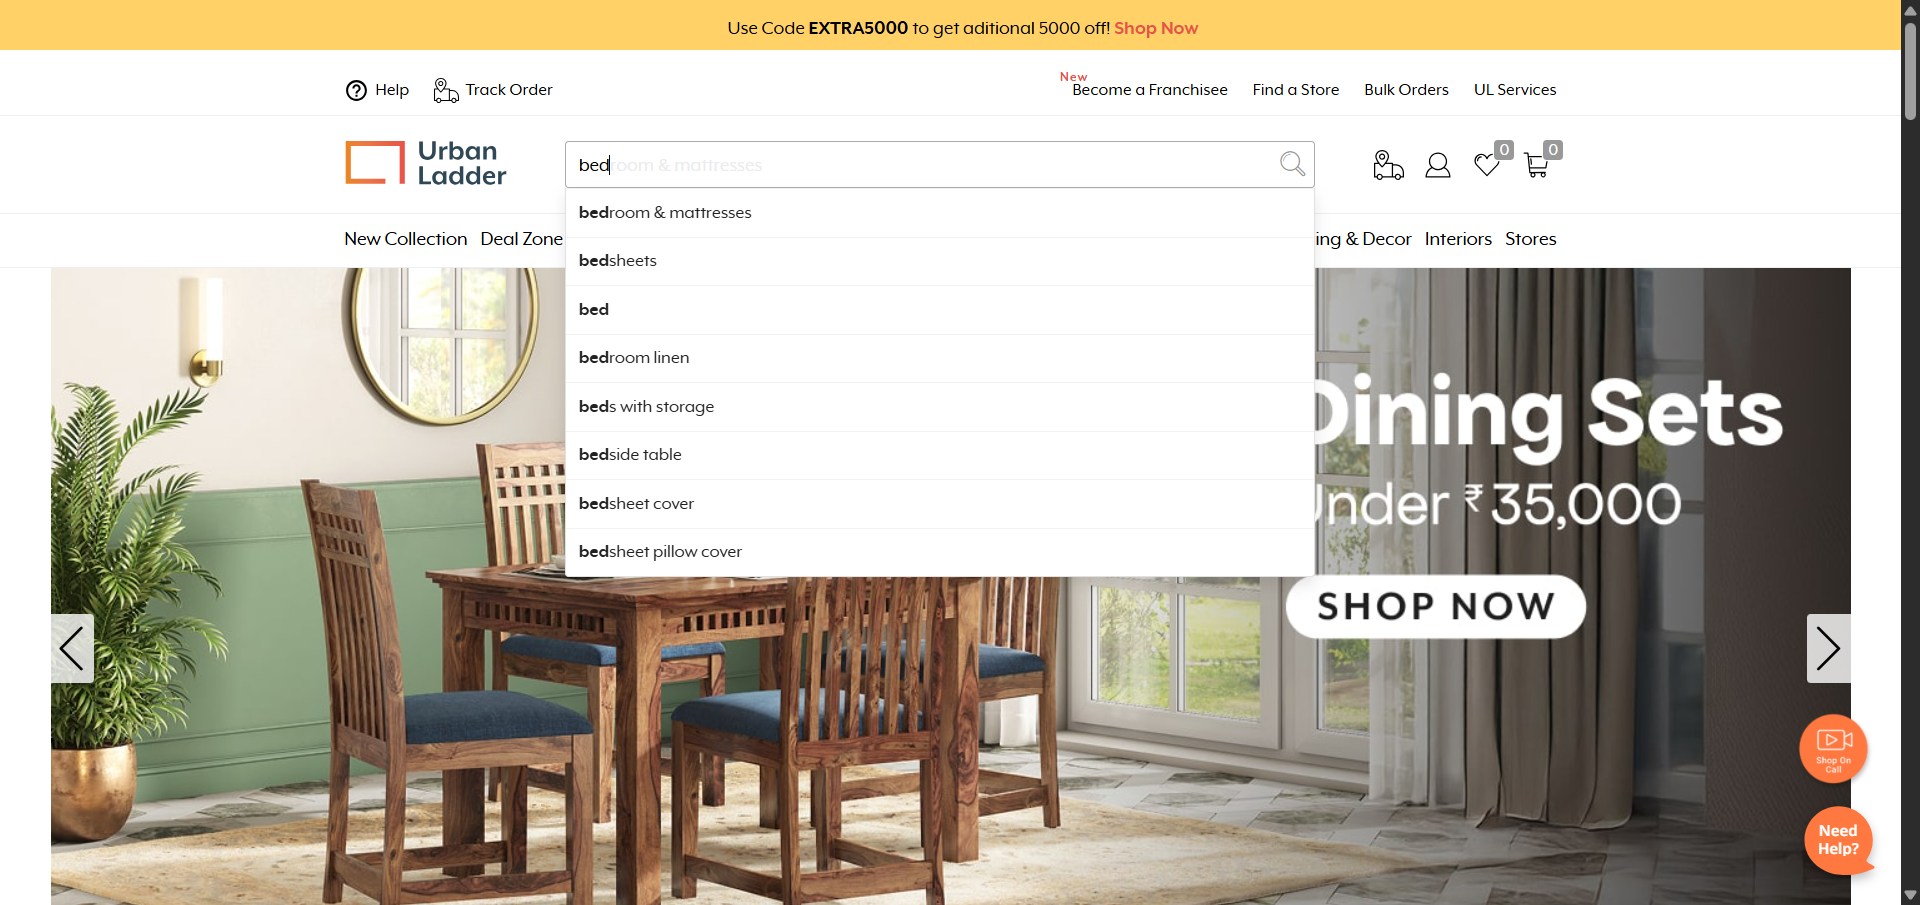 Use Code EXTRA5000 to get aditional 5000 off! Shop Now
Help
Track Order
New
Become a Franchisee
Find a Store
Bulk Orders
UL Services
Urban
Ladder
bedroom & mattresses
0
0
bedroom & mattresses
bedsheets
bed
bedroom linen
beds with storage
bedside table
bedsheet cover
bedsheet pillow cover
New Collection
Deal Zone
ing & Decor
Interiors
Stores
Dining Sets
Under ₹35,000
SHOP NOW
Shop On
Call
Need
Help?